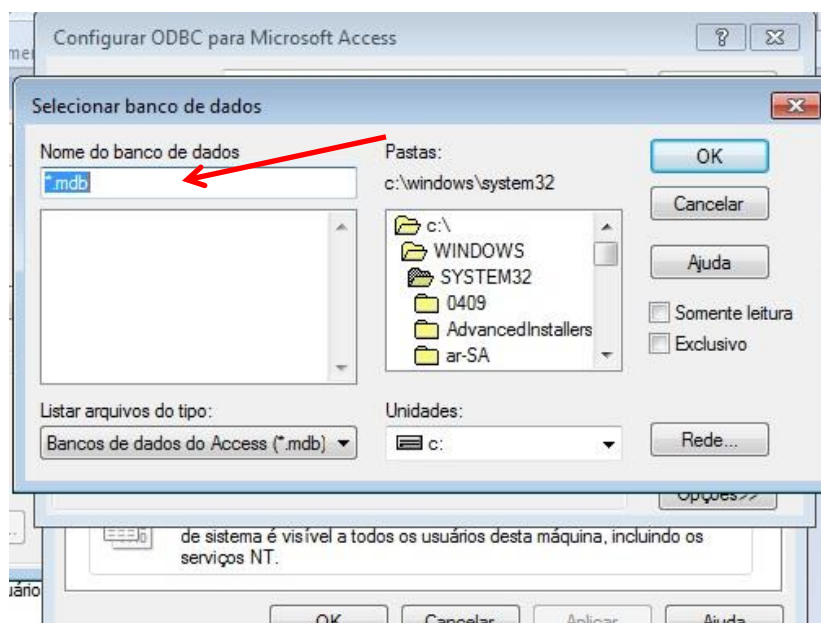 Configurar ODBC para Microsoft Access
Selecionar banco de dados
Nome do banco de dados
*.mdb
Pastas:
c:\windows\system32
c:\
WINDOWS
SYSTEM32
0409
AdvancedInstallers
ar-SA
OK
Cancelar
Ajuda
Somente leitura
Exclusivo
Listar arquivos do tipo:
Bancos de dados do Access (*.mdb)
Unidades:
c:
Rede...
Opções>>
de sistema é visível a todos os usuários desta máquina, incluindo os
serviços NT.
OK
Cancelar
Aplicar
Ajuda